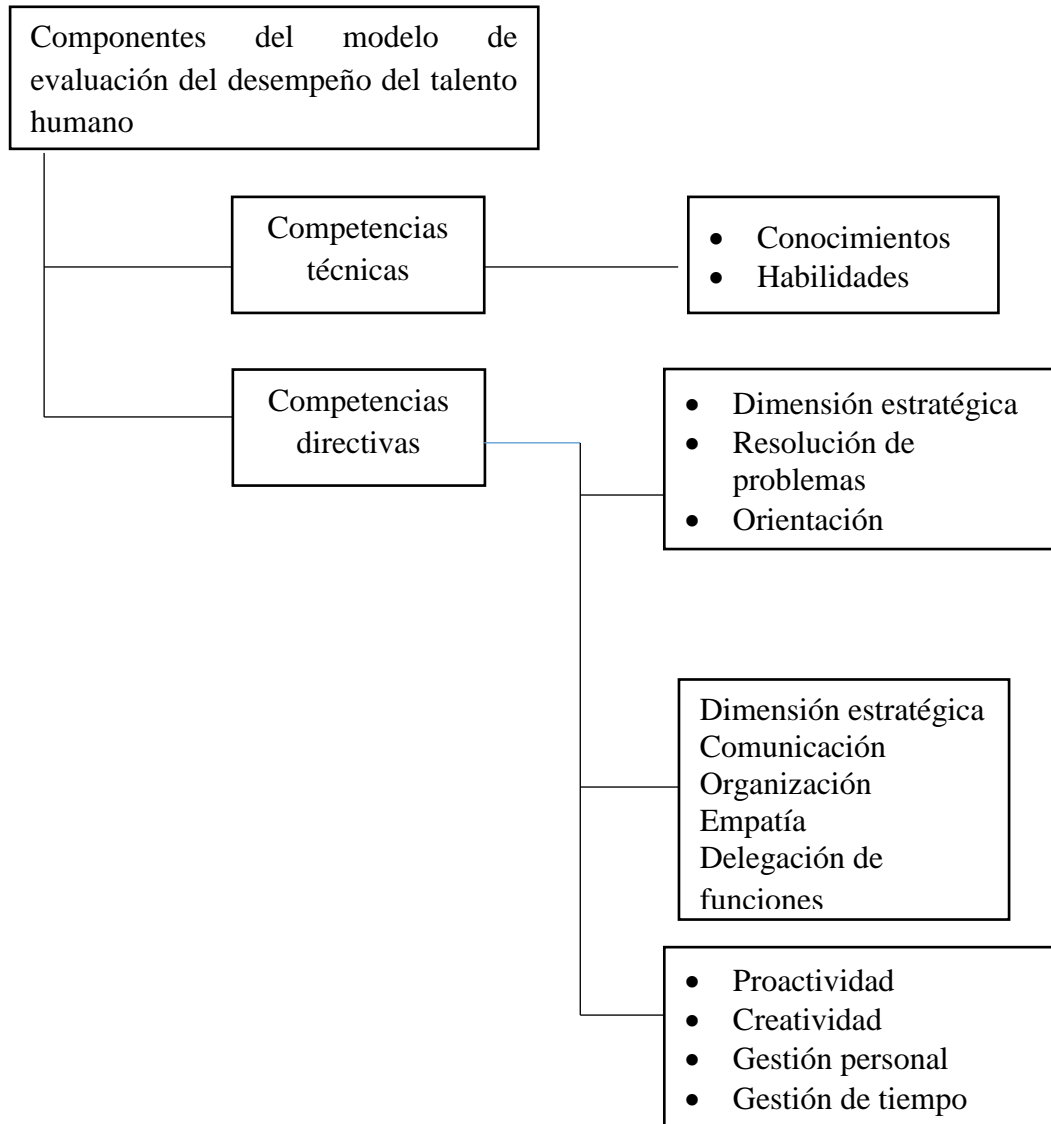 Componentes del modelo de
evaluación del desempeño del talento
humano
Competencias
técnicas
• Conocimientos
• Habilidades
Competencias
directivas
• Dimensión estratégica
• Resolución de
problemas
• Orientación
Dimensión estratégica
Comunicación
Organización
Empatía
Delegación de
funciones
• Proactividad
• Creatividad
• Gestión personal
• Gestión de tiempo